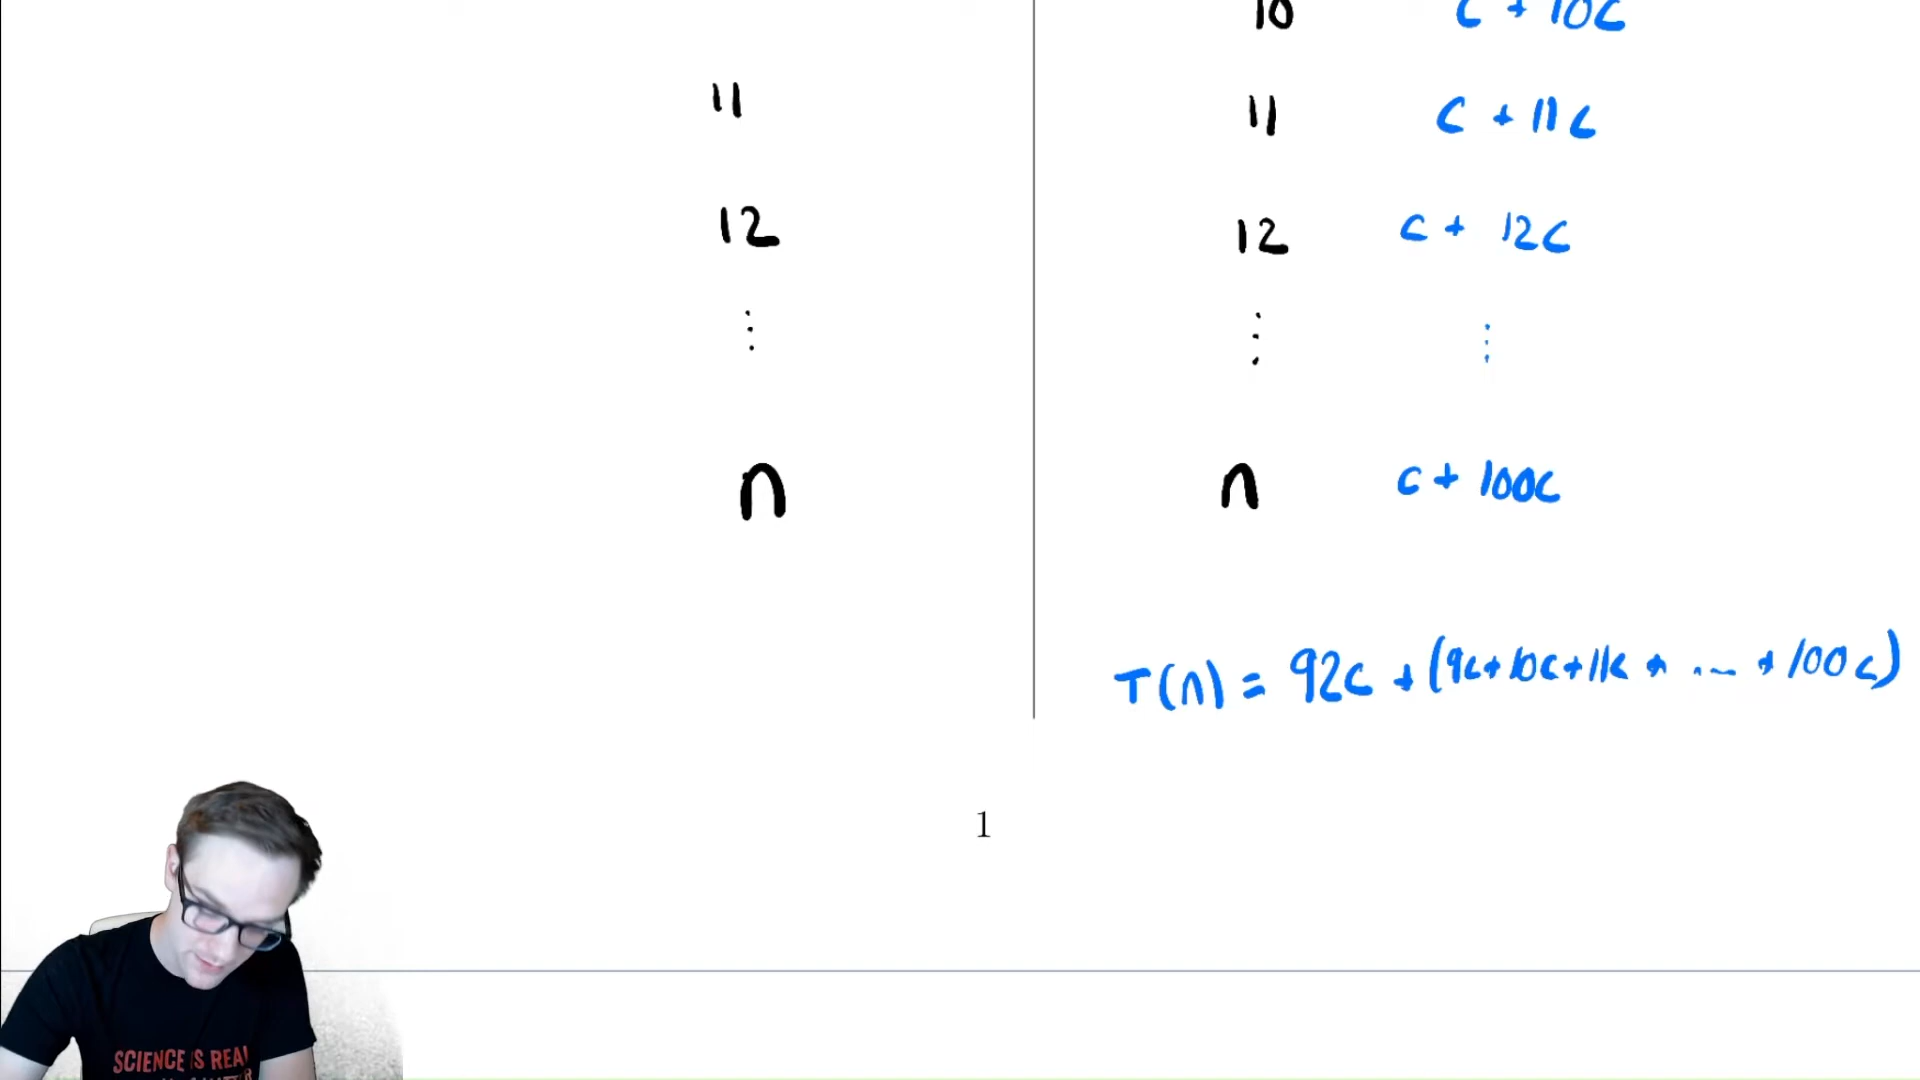 10 c + 10c
11 11 c + 11c
12 12 c + 12c
⋮ ⋮ ⋮
n n c + 100c
T(n) = 92c + (9c+10c+11c + ... + 100c)
1
SCIENCE IS REAL